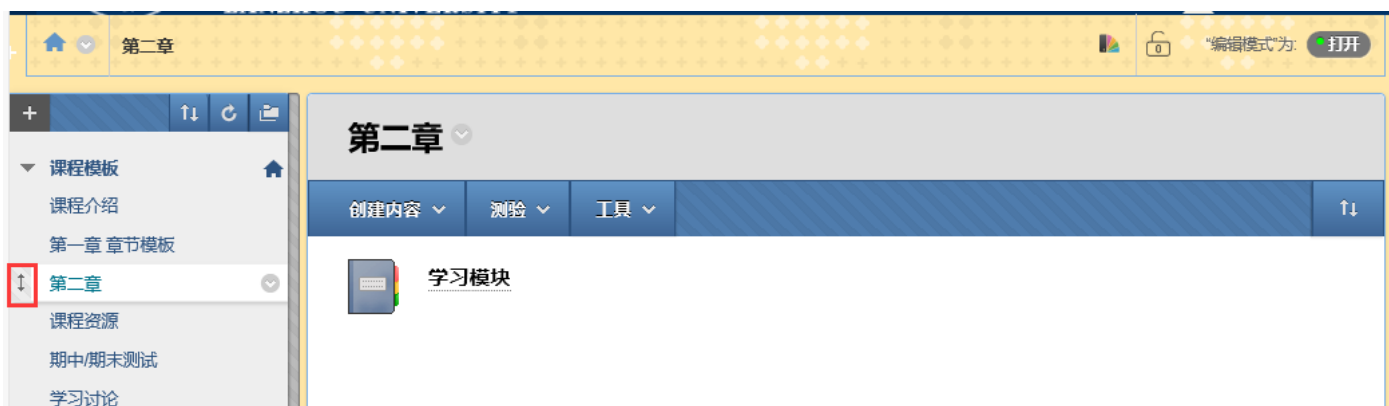 第二章
0
“编辑模式”为:
打开
课程模板
课程介绍
第一章 章节模板
第二章
课程资源
期中/期末测试
学习讨论
第二章
创建内容
测验
工具
学习模块